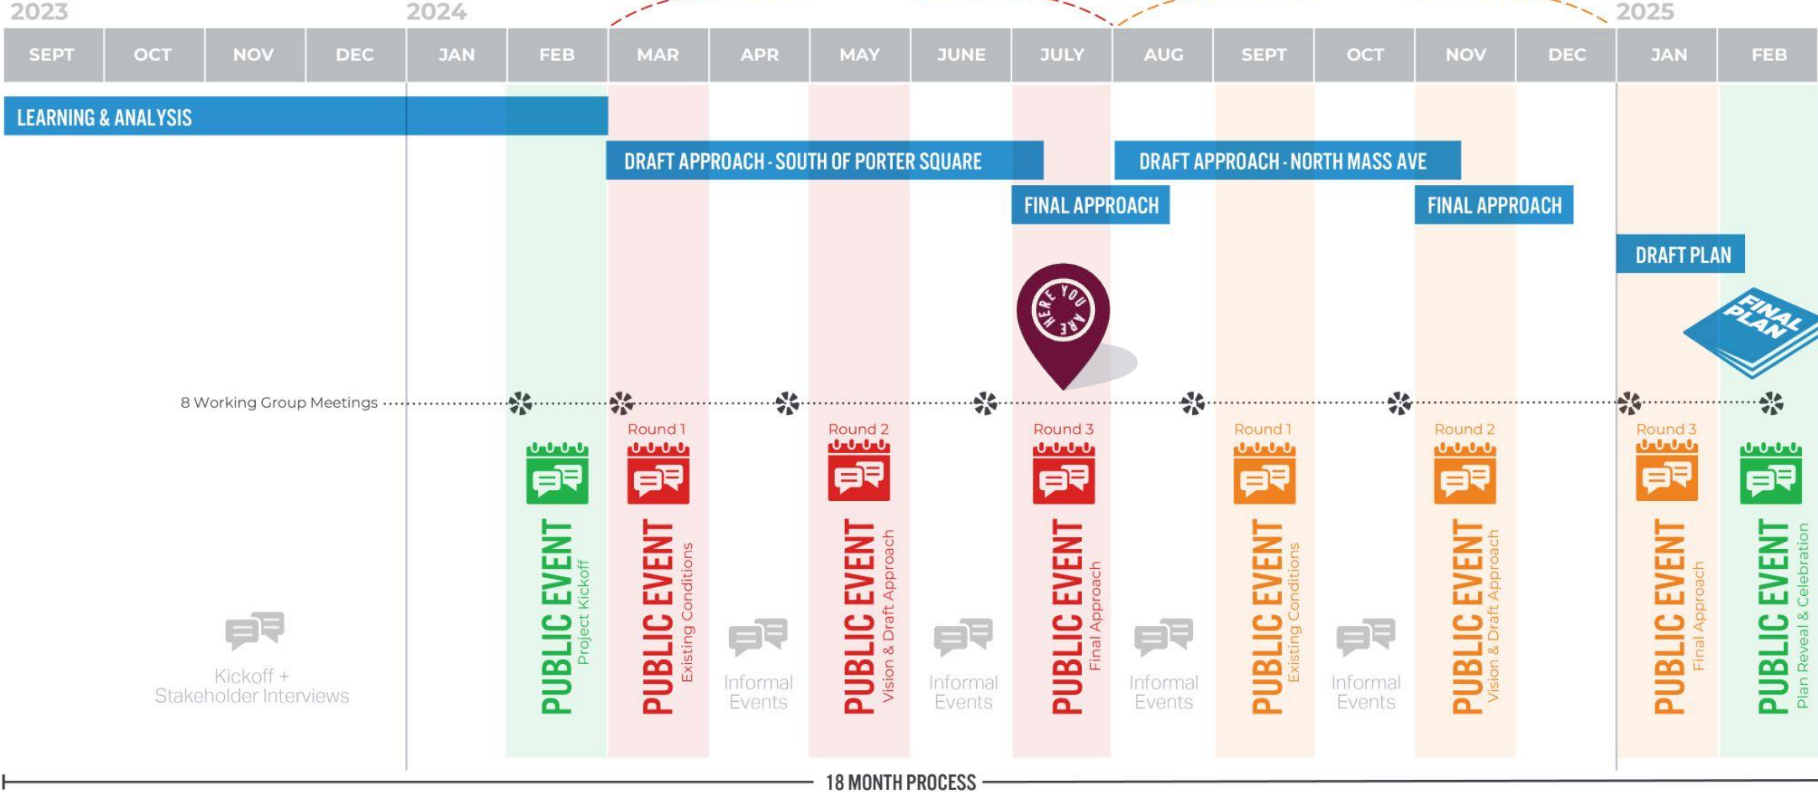 2023
2024
2025
SEPT
OCT
NOV
DEC
JAN
FEB
MAR
APR
MAY
JUNE
JULY
AUG
SEPT
OCT
NOV
DEC
JAN
FEB
LEARNING & ANALYSIS
DRAFT APPROACH - SOUTH OF PORTER SQUARE
DRAFT APPROACH - NORTH MASS AVE
FINAL APPROACH
FINAL APPROACH
DRAFT PLAN
YOU ARE HERE
FINAL
PLAN
8 Working Group Meetings
Round 1
Round 2
Round 3
Round 1
Round 2
Round 3
PUBLIC EVENT
Project Kickoff
PUBLIC EVENT
Existing Conditions
PUBLIC EVENT
Vision & Draft Approach
PUBLIC EVENT
Final Approach
PUBLIC EVENT
Existing Conditions
PUBLIC EVENT
Vision & Draft Approach
PUBLIC EVENT
Final Approach
PUBLIC EVENT
Plan Reveal & Celebration
Kickoff +
Stakeholder Interviews
Informal
Events
Informal
Events
Informal
Events
Informal
Events
18 MONTH PROCESS